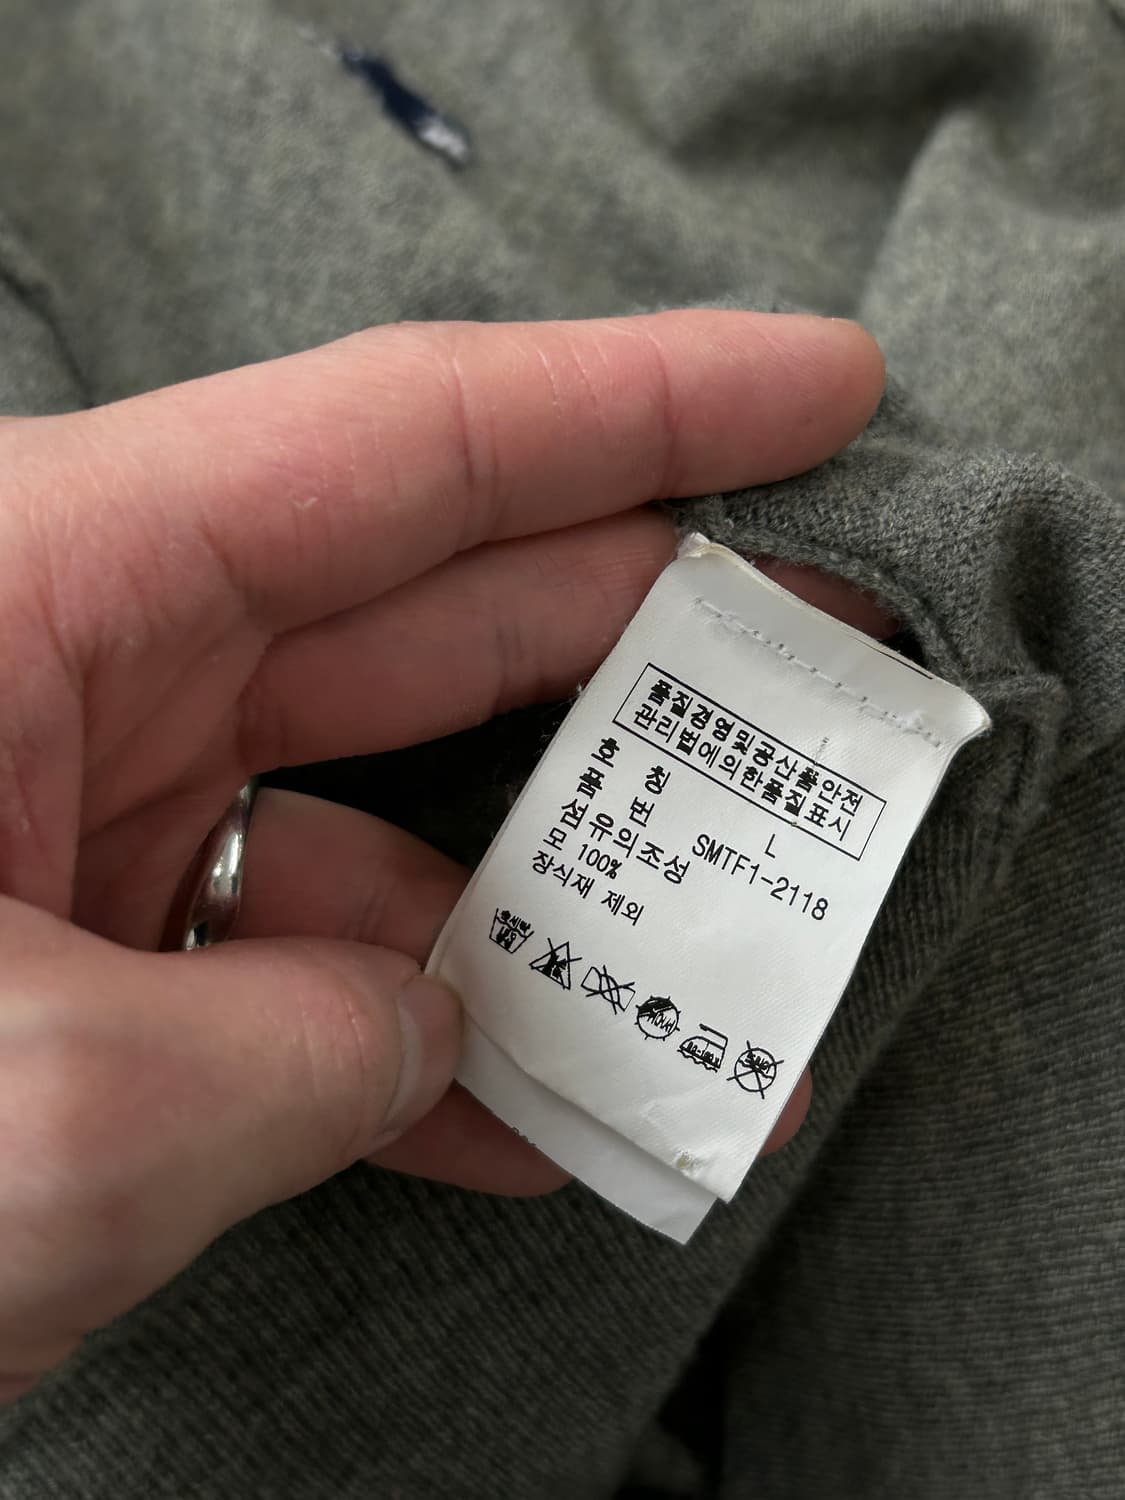 품질경영및공산품안전
관리법에의한품질표시
호 칭 L
품 번 SMTF1-2118
섬유의조성
모 100%
장식재 제외